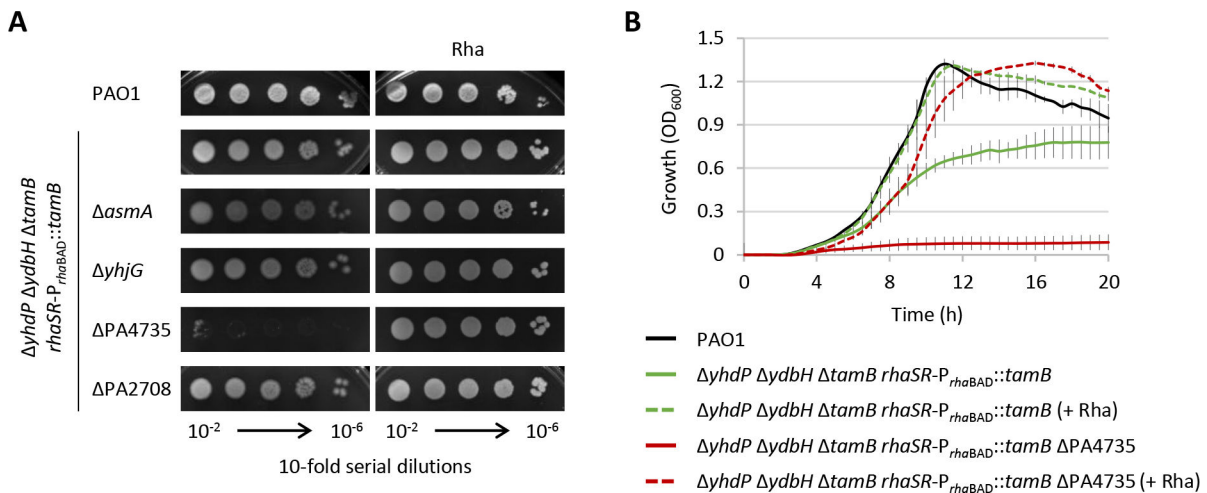 A
Rha
PAO1
ΔyhdP ΔydbH ΔtamB
rhaSR-PrhaBAD::tamB
ΔasmA
ΔyhjG
ΔPA4735
ΔPA2708
10-2
10-6
10-2
10-6
10-fold serial dilutions
B
Growth (OD600)
1.5
1.2
0.9
0.6
0.3
0
0
4
8
12
16
20
Time (h)
PAO1
ΔyhdP ΔydbH ΔtamB rhaSR-PrhaBAD::tamB
ΔyhdP ΔydbH ΔtamB rhaSR-PrhaBAD::tamB (+ Rha)
ΔyhdP ΔydbH ΔtamB rhaSR-PrhaBAD::tamB ΔPA4735
ΔyhdP ΔydbH ΔtamB rhaSR-PrhaBAD::tamB ΔPA4735 (+ Rha)